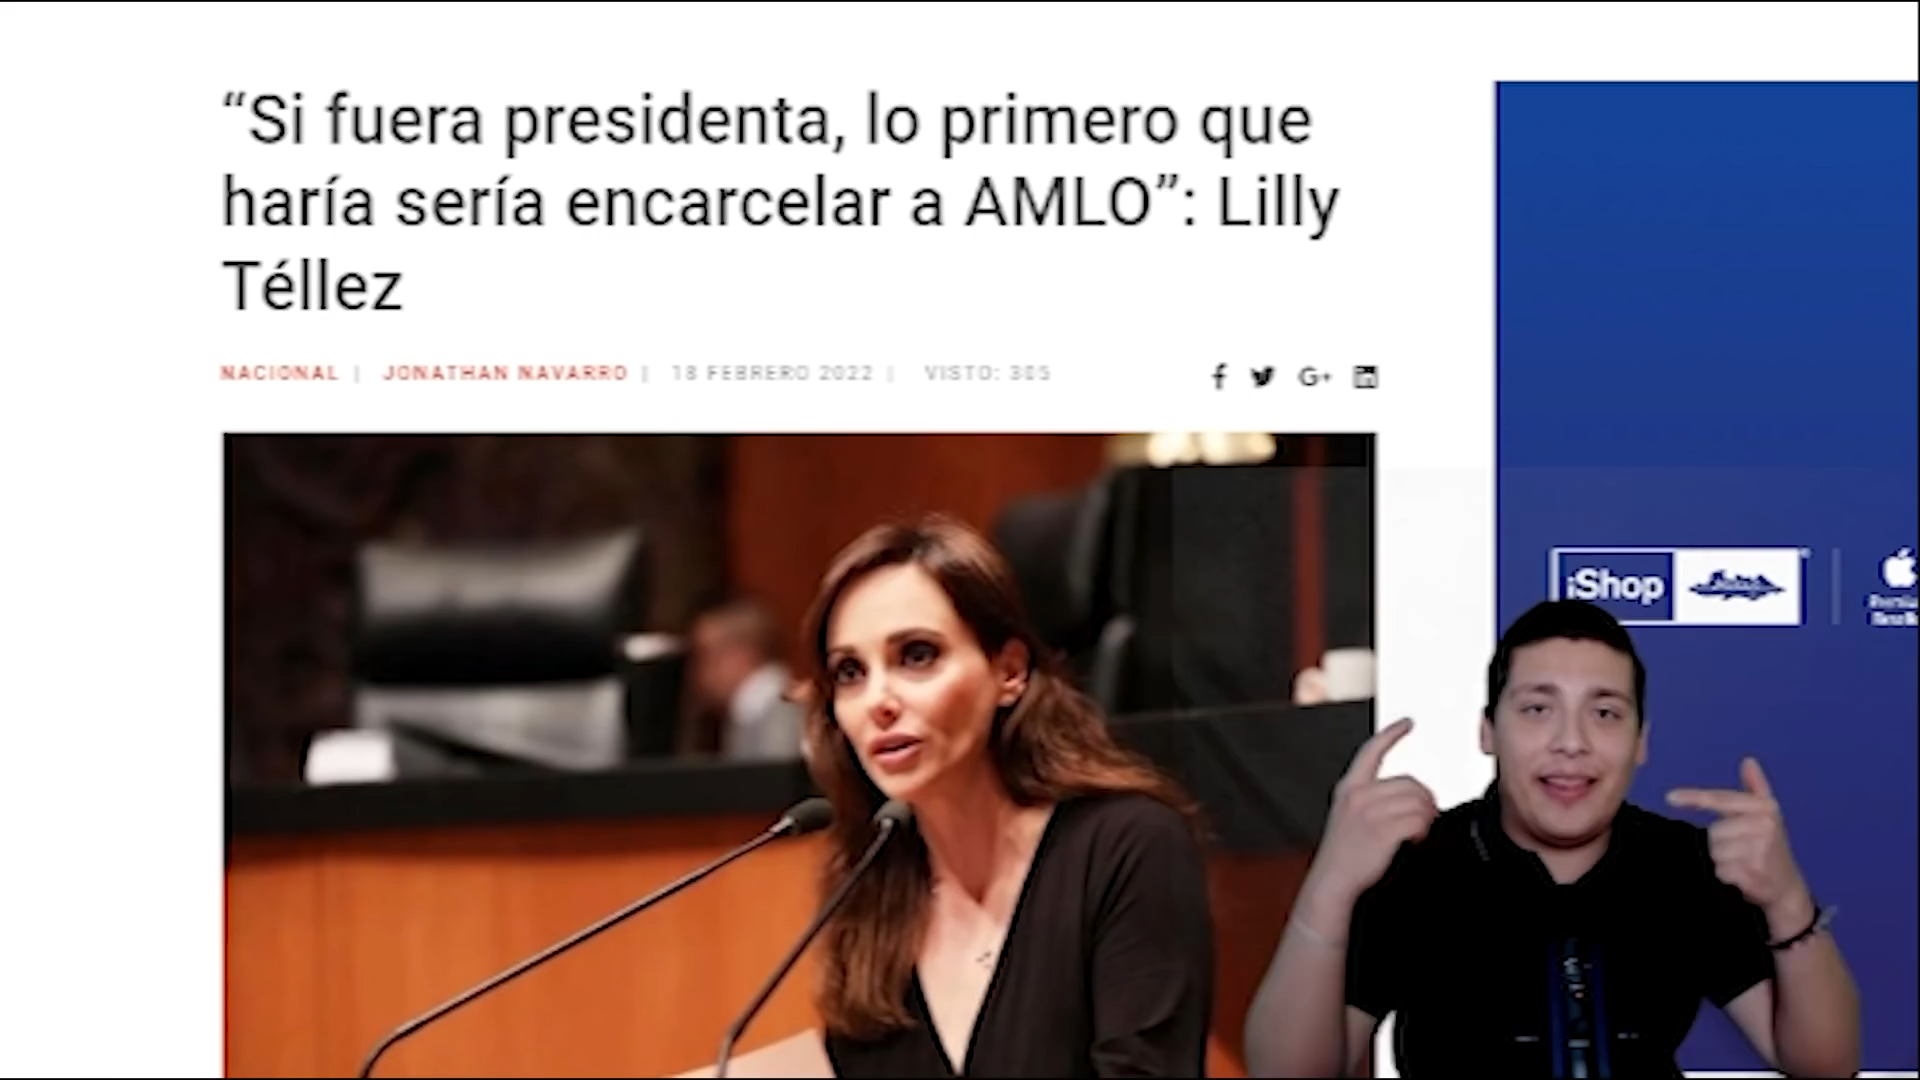 “Si fuera presidenta, lo primero que
haría sería encarcelar a AMLO”: Lilly
Téllez
NACIONAL | JONATHAN NAVARRO | 18 FEBRERO 2022 | VISTO: 305
iShop